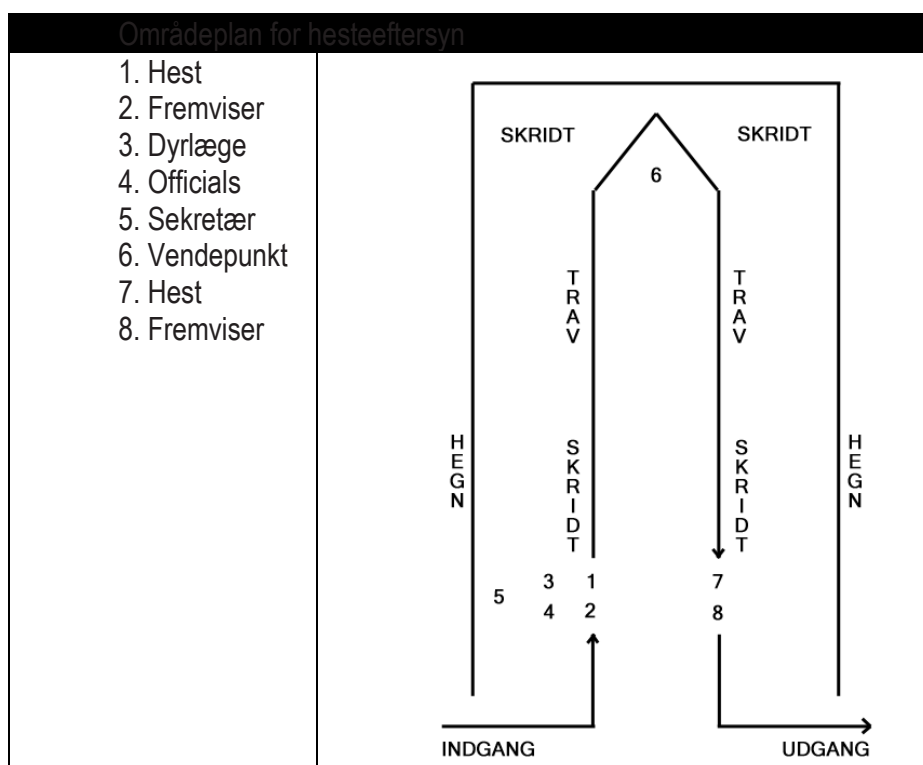 Områdeplan for hesteeftersyn
1. Hest
2. Fremviser
3. Dyrlæge
4. Officials
5. Sekretær
6. Vendepunkt
7. Hest
8. Fremviser
SKRIDT
SKRIDT
6
TRAV
TRAV
HEGN
SKRIDT
SKRIDT
HEGN
5
3
1
7
4
2
8
INDGANG
UDGANG